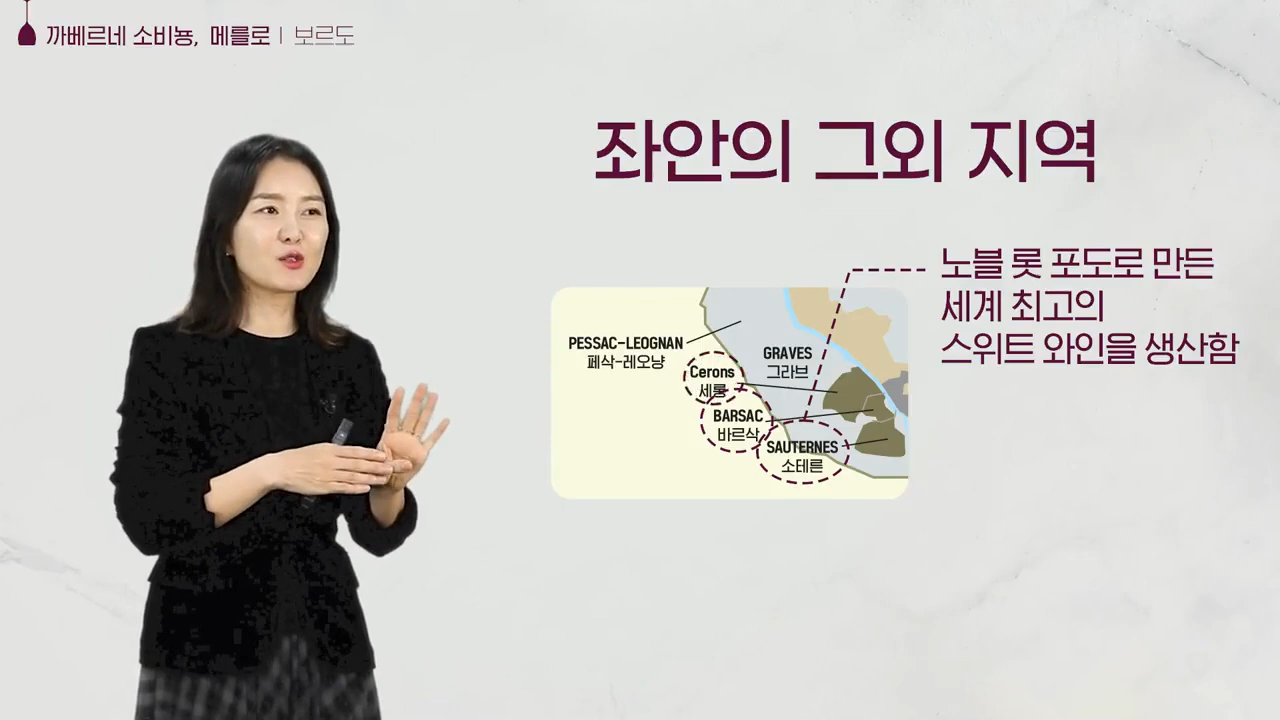 까베르네 소비뇽, 메를로 | 보르도
좌안의 그외 지역
노블 롯 포도로 만든
세계 최고의
스위트 와인을 생산함
PESSAC-LEOGNAN
페삭-레오냥
GRAVES
그라브
Cerons
세롱
BARSAC
바르삭
SAUTERNES
소테른